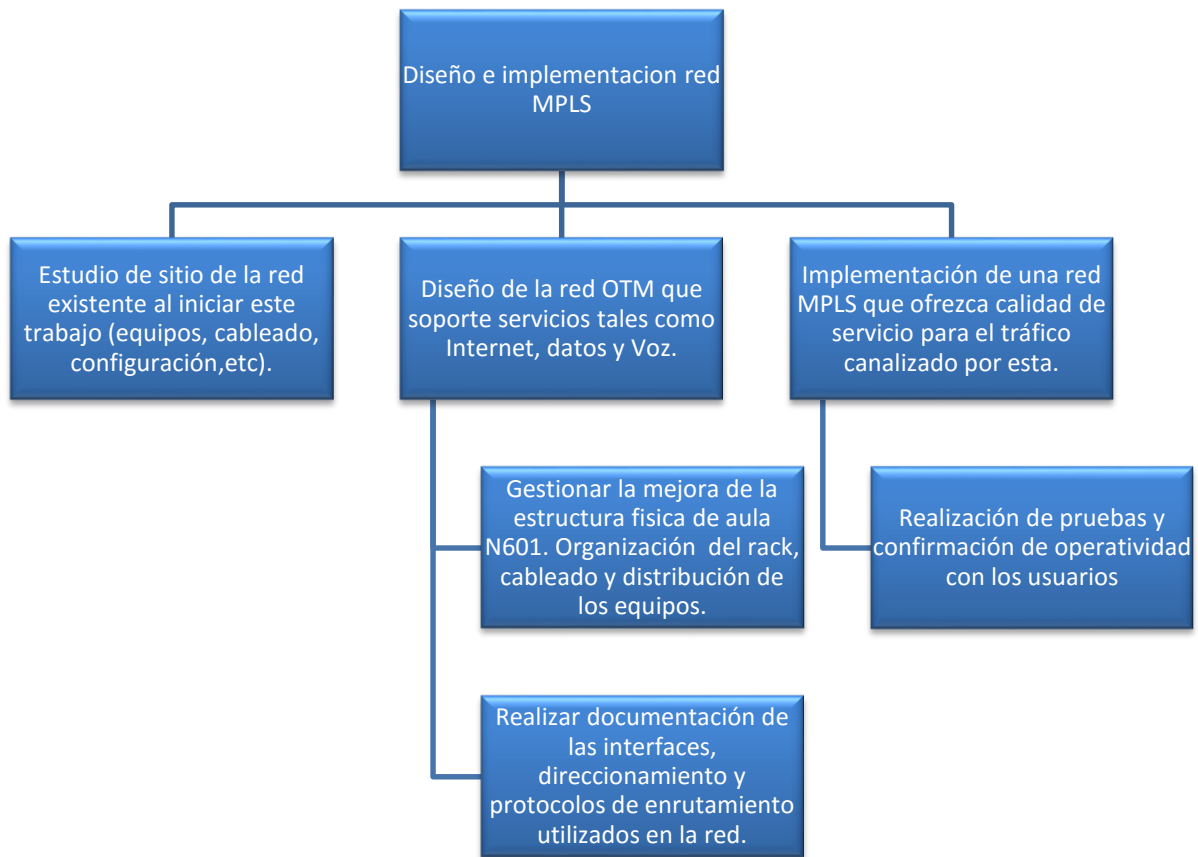 Diseño e implementacion red
MPLS
Estudio de sitio de la red
existente al iniciar este
trabajo (equipos, cableado,
configuración,etc).
Diseño de la red OTM que
soporte servicios tales como
Internet, datos y Voz.
Gestionar la mejora de la
estructura fisica de aula
N601. Organización del rack,
cableado y distribución de
los equipos.
Realizar documentación de
las interfaces,
direccionamiento y
protocolos de enrutamiento
utilizados en la red.
Implementación de una red
MPLS que ofrezca calidad de
servicio para el tráfico
canalizado por esta.
Realización de pruebas y
confirmación de operatividad
con los usuarios